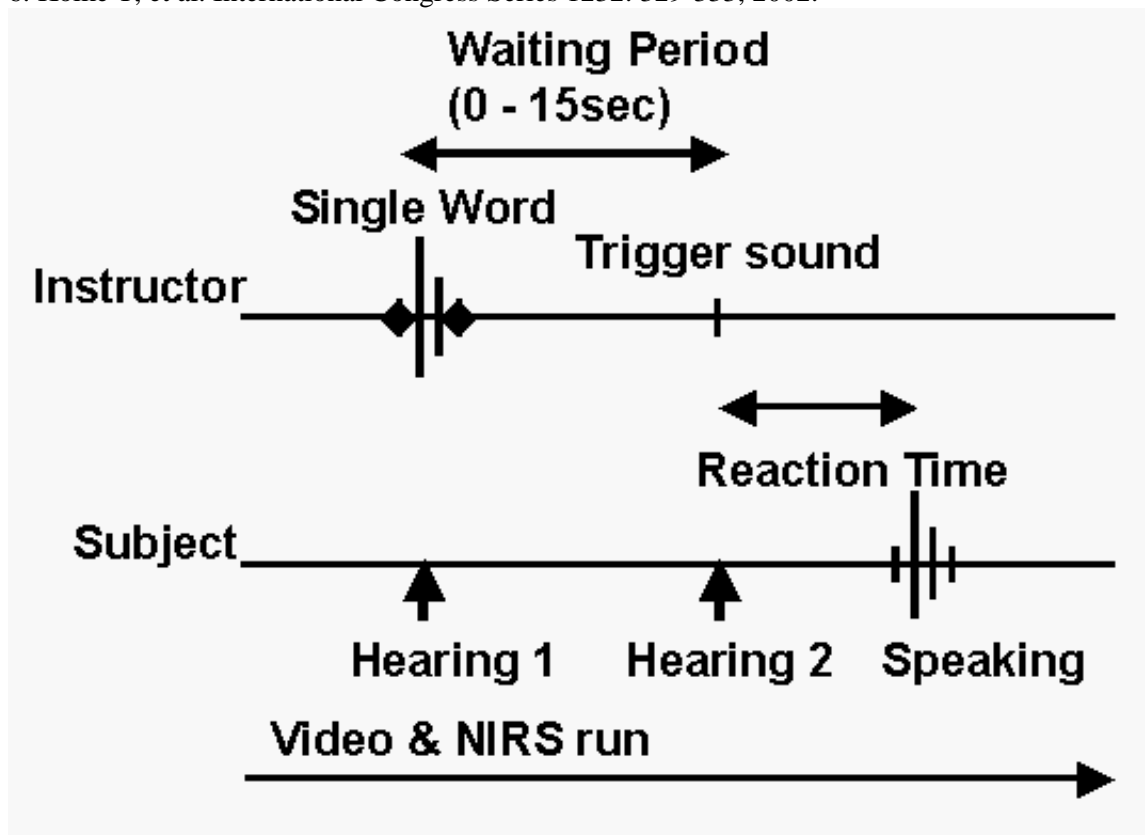 Waiting Period
(0 - 15sec)
Single Word
Trigger sound
Instructor
Reaction Time
Subject
Hearing 1 Hearing 2 Speaking
Video & NIRS run